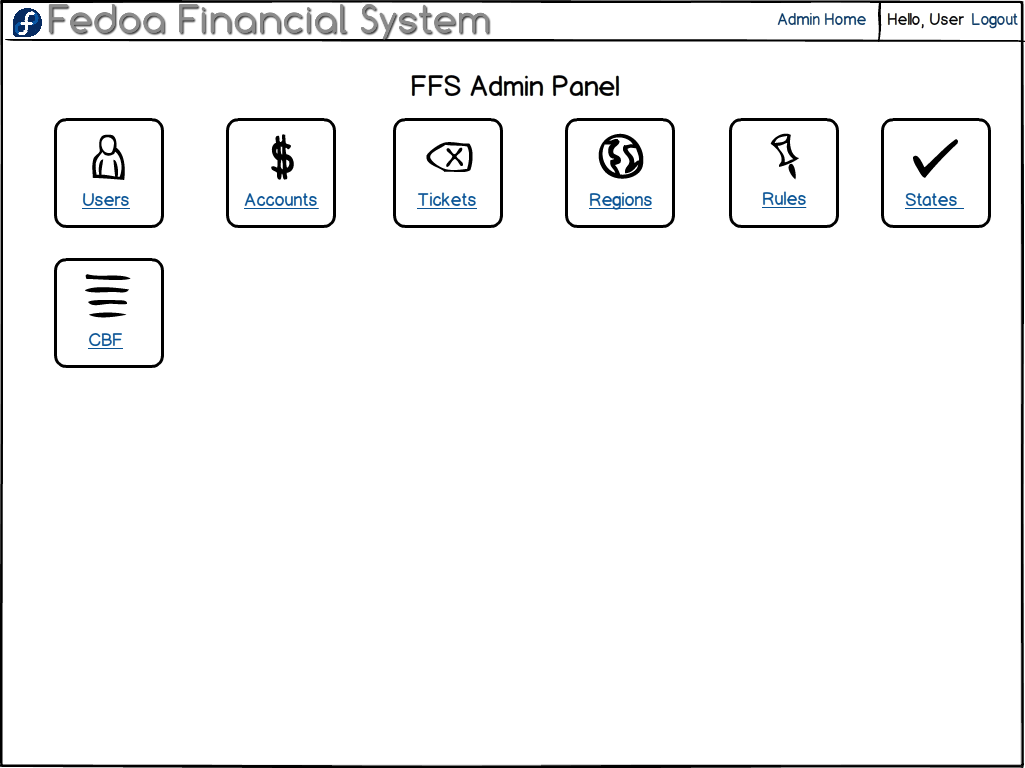 Fedoa Financial System
Admin Home
Hello, User Logout
FFS Admin Panel
Users
Accounts
Tickets
Regions
Rules
States
CBF